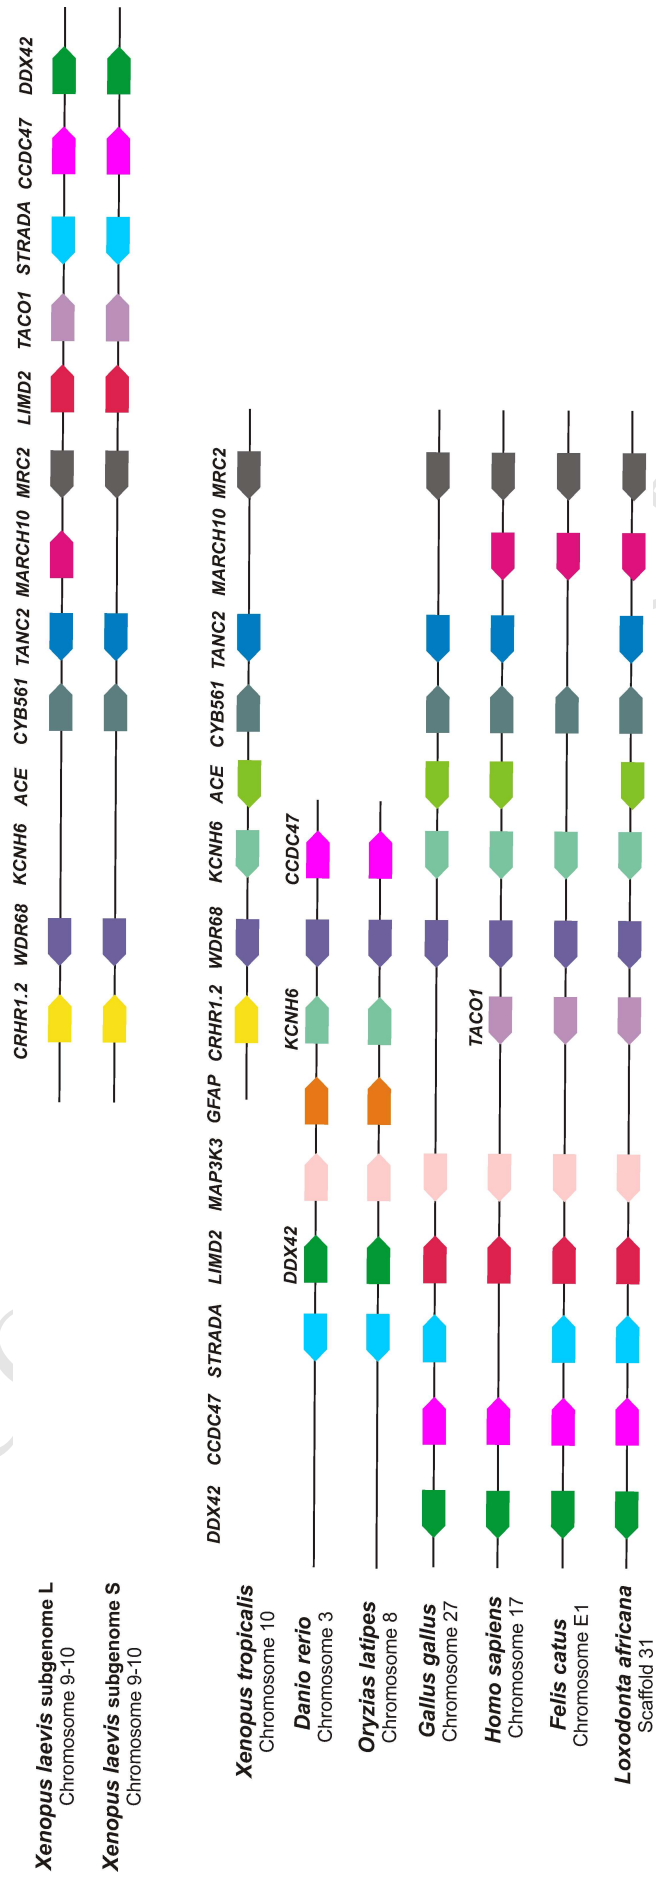 CRHR1.2 WDR68 KCNH6 ACE CYB561 TANC2 MARCH10 MRC2 LIMD2 TACO1 STRADA CCDC47 DDX42
Xenopus laevis subgenome L
Chromosome 9-10
Xenopus laevis subgenome S
Chromosome 9-10
DDX42 CCDC47 STRADA LIMD2 MAP3K3 GFAP CRHR1.2 WDR68 KCNH6 ACE CYB561 TANC2 MARCH10 MRC2
Xenopus tropicalis
Chromosome 10
DDX42 KCNH6 CCDC47
Danio rerio
Chromosome 3
Oryzias latipes
Chromosome 8
Gallus gallus
Chromosome 27
TACO1
Homo sapiens
Chromosome 17
Felis catus
Chromosome E1
Loxodonta africana
Scaffold 31